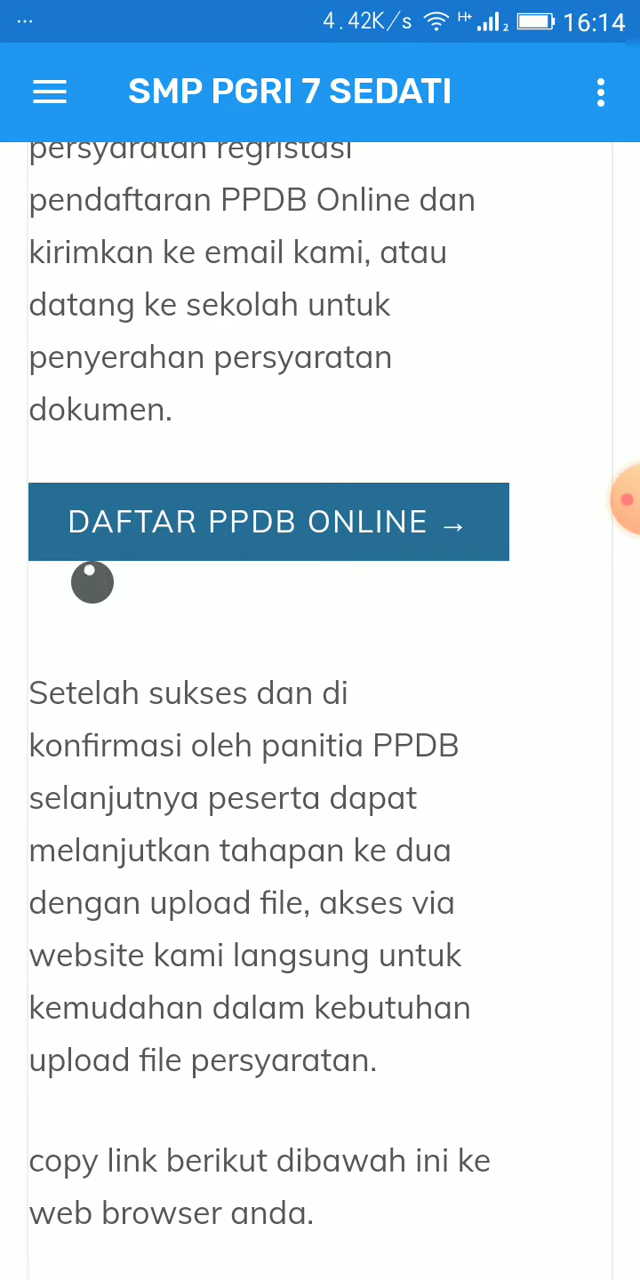 ...
4.42K/s H+ 2 16:14
SMP PGRI 7 SEDATI
persyaratan regristasi
pendaftaran PPDB Online dan
kirimkan ke email kami, atau
datang ke sekolah untuk
penyerahan persyaratan
dokumen.
DAFTAR PPDB ONLINE →
Setelah sukses dan di
konfirmasi oleh panitia PPDB
selanjutnya peserta dapat
melanjutkan tahapan ke dua
dengan upload file, akses via
website kami langsung untuk
kemudahan dalam kebutuhan
upload file persyaratan.
copy link berikut dibawah ini ke
web browser anda.